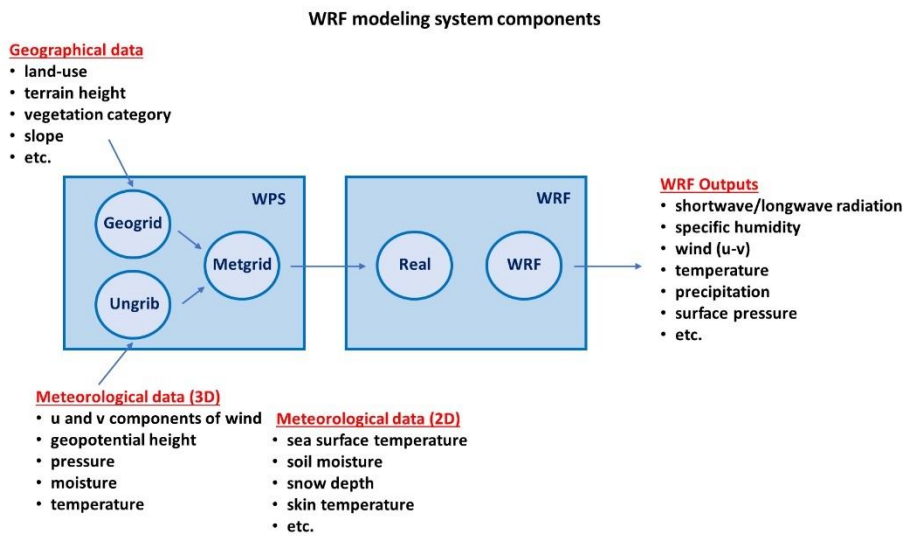 WRF modeling system components
Geographical data
• land-use
• terrain height
• vegetation category
• slope
• etc.
WPS
Geogrid
Metgrid
Ungrib
WRF
Real
WRF
WRF Outputs
• shortwave/longwave radiation
• specific humidity
• wind (u-v)
• temperature
• precipitation
• surface pressure
• etc.
Meteorological data (3D)
• u and v components of wind
• geopotential height
• pressure
• moisture
• temperature
Meteorological data (2D)
• sea surface temperature
• soil moisture
• snow depth
• skin temperature
• etc.